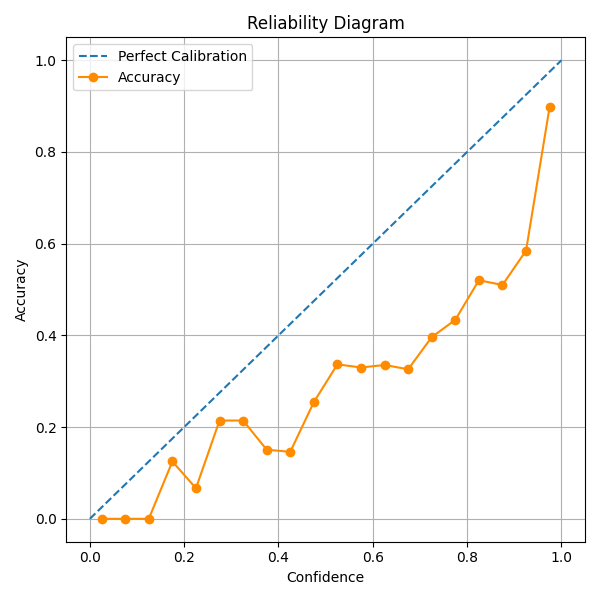 Reliability Diagram
Perfect Calibration
Accuracy
1.0
0.8
0.6
0.4
0.2
0.0
Accuracy
0.0 0.2 0.4 0.6 0.8 1.0
Confidence